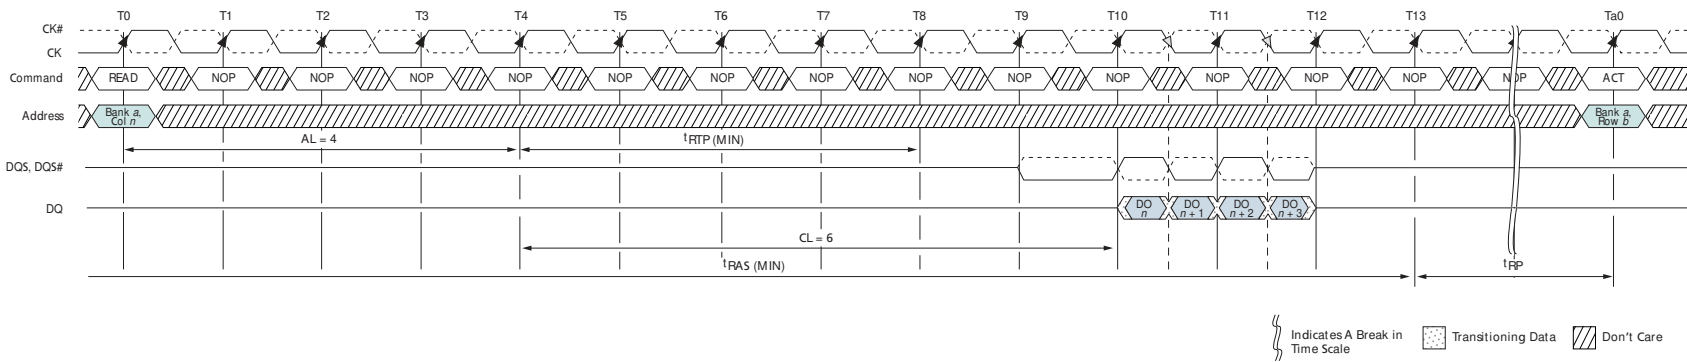 T0 T1 T2 T3 T4 T5 T6 T7 T8 T9 T10 T11 T12 T13 Ta0
CK#
CK
Command READ NOP NOP NOP NOP NOP NOP NOP NOP NOP NOP NOP NOP NOP NOP ACT
Address Bank a, Col n Bank a, Row b
AL = 4 tRTP (MIN)
DQS, DQS#
DQ DO n DO n + 1 DO n + 2 DO n + 3
CL = 6
tRAS (MIN) tRP
Indicates A Break in
Time Scale
Transitioning Data
Don't Care